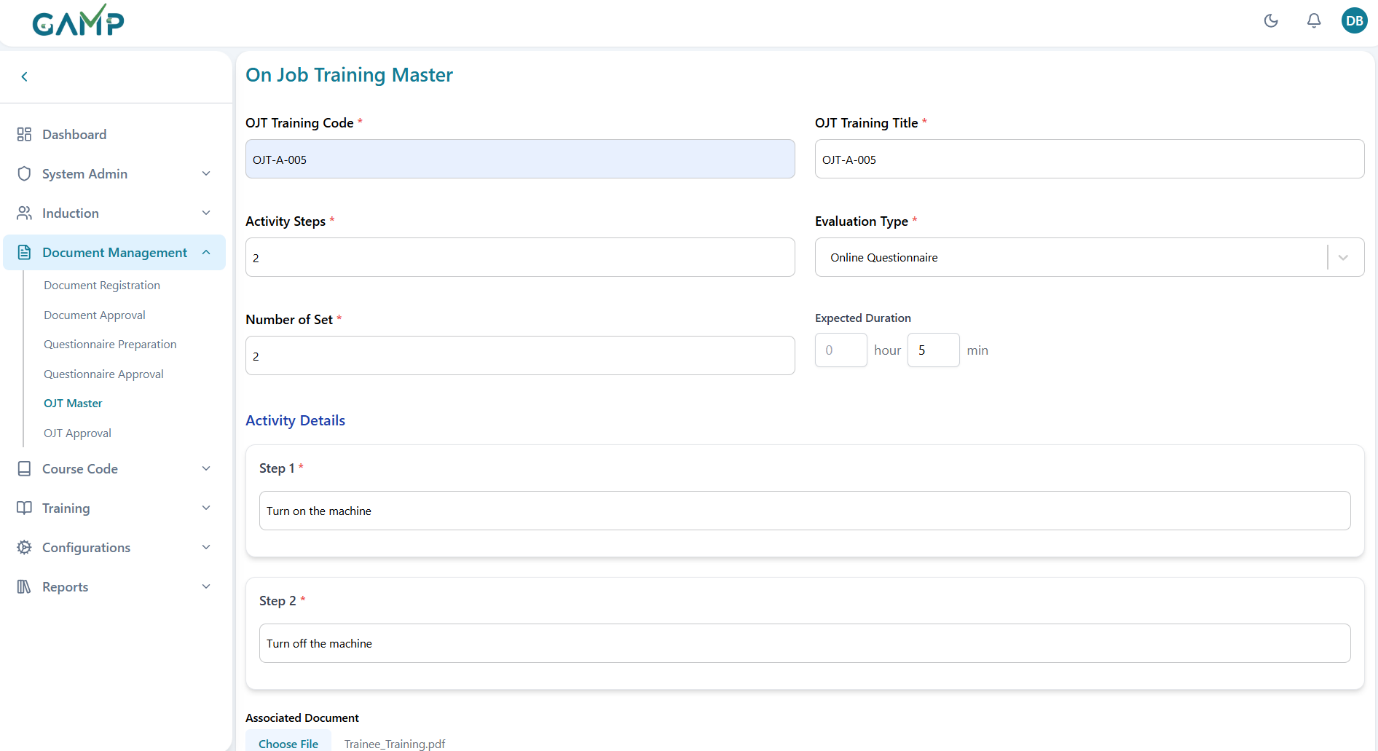 GAMP
DB
On Job Training Master
OJT Training Code *
OJT Training Title *
OJT-A-005
OJT-A-005
Dashboard
System Admin
Induction
Document Management
Document Registration
Document Approval
Questionnaire Preparation
Questionnaire Approval
OJT Master
OJT Approval
Course Code
Training
Configurations
Reports
Activity Steps *
Evaluation Type *
2
Online Questionnaire
Number of Set *
Expected Duration
2
0 hour 5 min
Activity Details
Step 1 *
Turn on the machine
Step 2 *
Turn off the machine
Associated Document
Choose File Trainee_Training.pdf